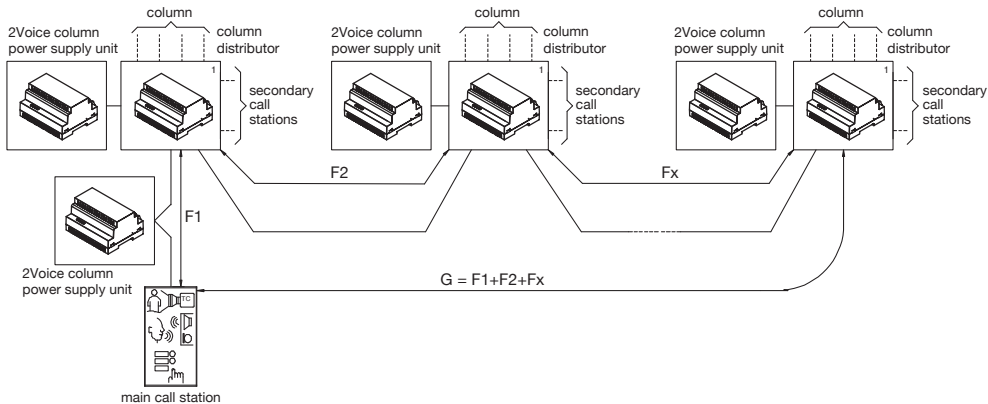 column
2Voice column
power supply unit
column
distributor
1
secondary
call
stations
column
2Voice column
power supply unit
column
distributor
1
secondary
call
stations
column
2Voice column
power supply unit
column
distributor
1
secondary
call
stations
F2
Fx
F1
2Voice column
power supply unit
G = F1+F2+Fx
TC
main call station